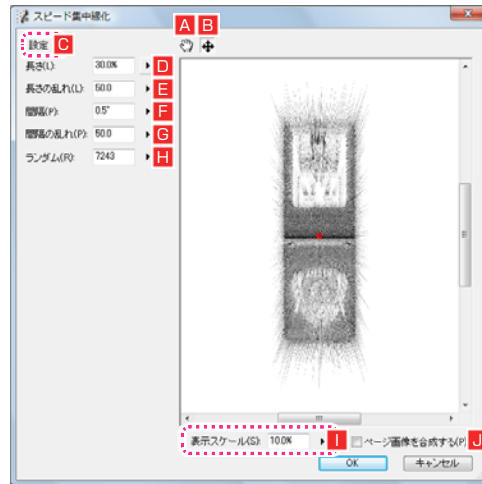 スピード集中線化
A B
設定 C
長さ(L): 30.0% D
長さの乱れ(L): 50.0 E
間隔(P): 0.5° F
間隔の乱れ(P): 50.0 G
ランダム(R): 7243 H
表示スケール(S): 10.0% I ページ画像を合成する(P) J
OK キャンセル